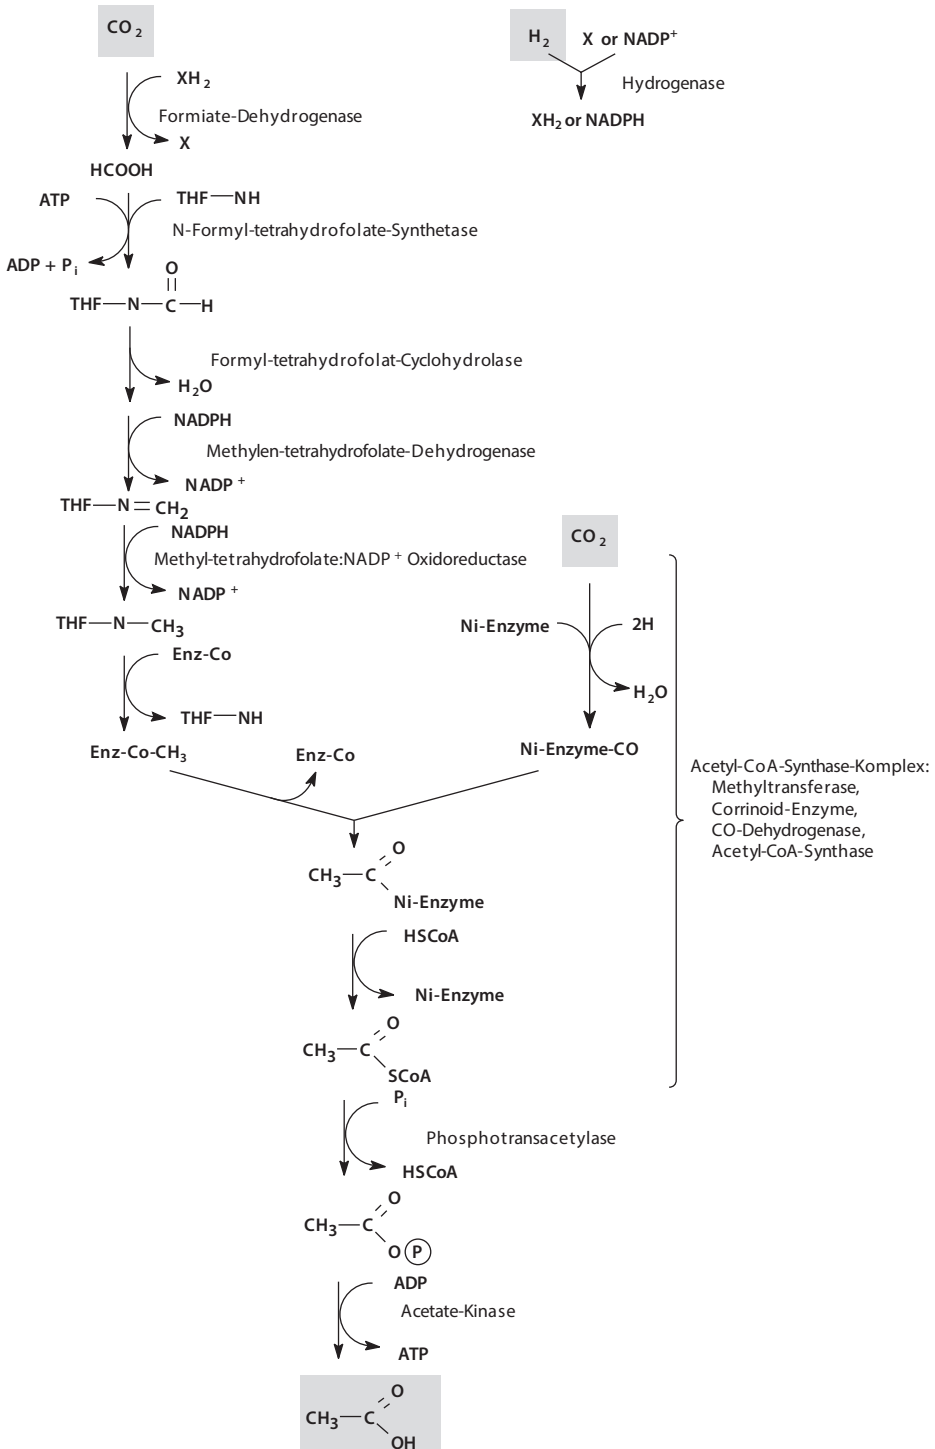 CO2
H2 X or NADP+
Hydrogenase
XH2 or NADPH
XH2
Formiate-Dehydrogenase
X
HCOOH
ATP THF—NH
N-Formyl-tetrahydrofolate-Synthetase
ADP + Pi
O
THF—N—C—H
Formyl-tetrahydrofolat-Cyclohydrolase
H2O
NADPH
Methylen-tetrahydrofolate-Dehydrogenase
NADP+
THF—N=CH2
NADPH
Methyl-tetrahydrofolate:NADP+ Oxidoreductase
NADP+
THF—N—CH3
Enz-Co
THF—NH
Enz-Co-CH3
CO2
Ni-Enzyme 2H
H2O
Ni-Enzyme-CO
Enz-Co
Acetyl-CoA-Synthase-Komplex:
Methyltransferase,
Corrinoid-Enzyme,
CO-Dehydrogenase,
Acetyl-CoA-Synthase
O
CH3—C
Ni-Enzyme
HSCoA
Ni-Enzyme
O
CH3—C
SCoA
Pi
Phosphotransacetylase
HSCoA
O
CH3—C
O P
ADP
Acetate-Kinase
ATP
O
CH3—C
OH